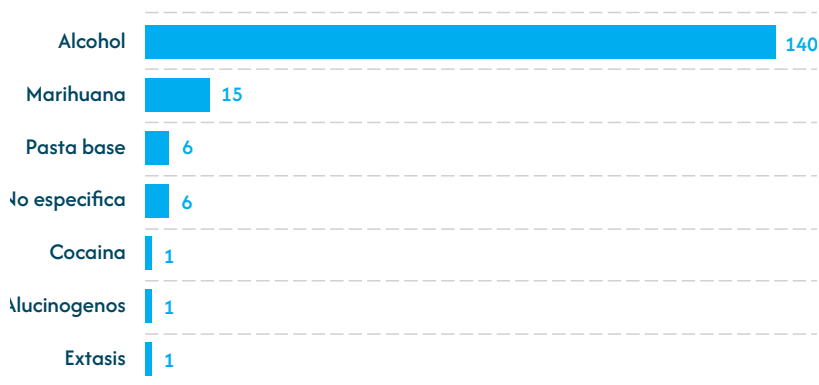 Alcohol 140
Marihuana 15
Pasta base 6
No especifica 6
Cocaina 1
Alucinogenos 1
Extasis 1